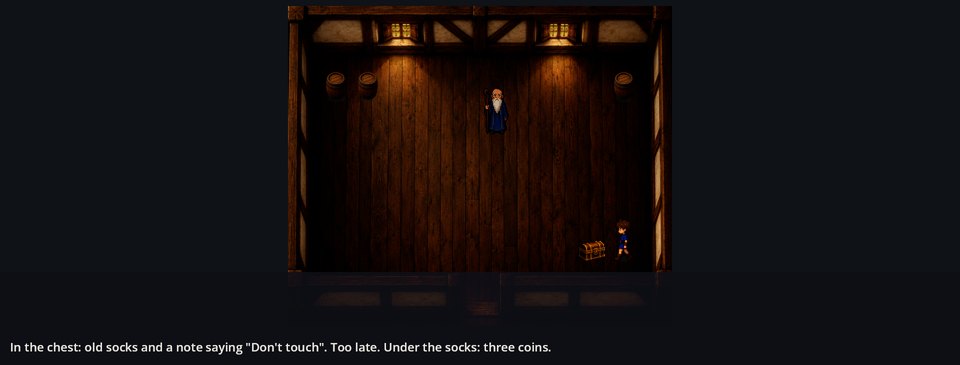 In the chest: old socks and a note saying "Don't touch". Too late. Under the socks: three coins.